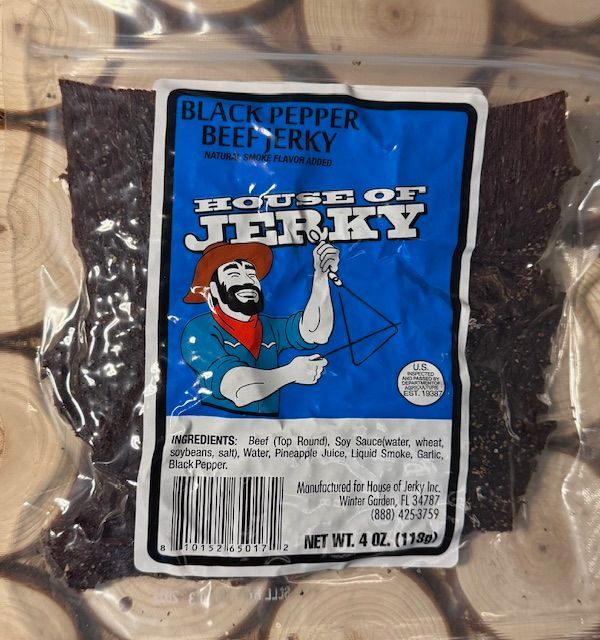 BLACK PEPPER
BEEF JERKY
NATURAL SMOKE FLAVOR ADDED
HOUSE OF
JERKY
U.S.
INSPECTED
AND PASSED BY
DEPARTMENT OF
AGRICULTURE
EST. 19387
INGREDIENTS: Beef (Top Round), Soy Sauce(water, wheat,
soybeans, salt), Water, Pineapple Juice, Liquid Smoke, Garlic,
Black Pepper.
Manufactured for House of Jerky Inc.
Winter Garden, FL 34787
(888) 425-3759
8 10152 65017 2
NET WT. 4 OZ. (113g)